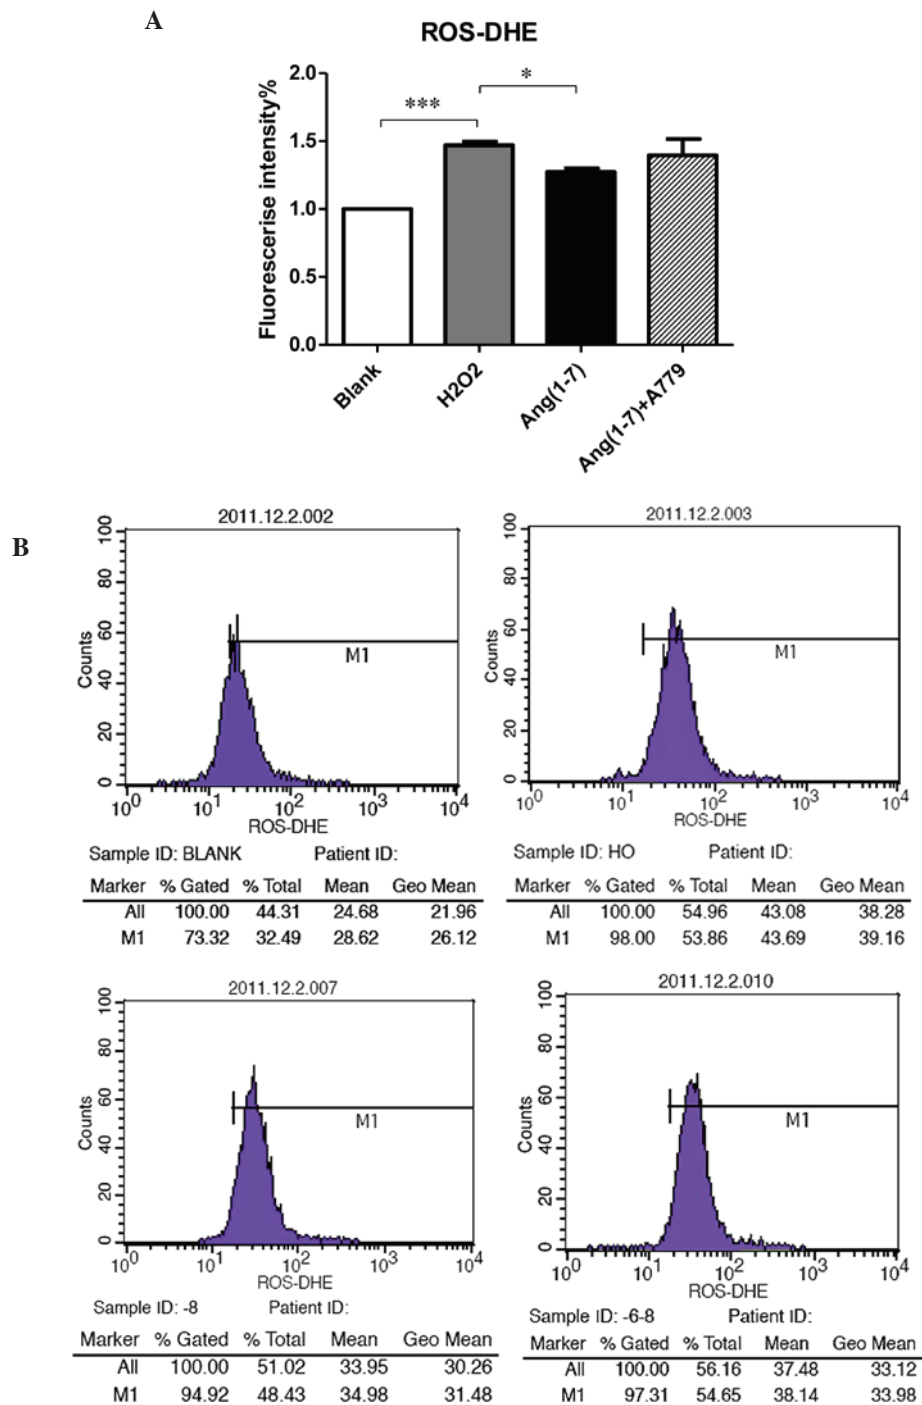 A
ROS-DHE
***
*
Fluorescerise intensity%
2.0
1.5
1.0
0.5
0.0
Blank
H2O2
Ang(1-7)
Ang(1-7)+A779
B
2011.12.2.002
Counts
100
80
60
40
20
0
M1
10^0 10^1 10^2 10^3 10^4
ROS-DHE
Sample ID: BLANK Patient ID:
Marker % Gated % Total Mean Geo Mean
All 100.00 44.31 24.68 21.96
M1 73.32 32.49 28.62 26.12
2011.12.2.003
Counts
100
80
60
40
20
0
M1
10^0 10^1 10^2 10^3 10^4
ROS-DHE
Sample ID: HO Patient ID:
Marker % Gated % Total Mean Geo Mean
All 100.00 54.96 43.08 38.28
M1 98.00 53.86 43.69 39.16
2011.12.2.007
Counts
100
80
60
40
20
0
M1
10^0 10^1 10^2 10^3 10^4
ROS-DHE
Sample ID: -8 Patient ID:
Marker % Gated % Total Mean Geo Mean
All 100.00 51.02 33.95 30.26
M1 94.92 48.43 34.98 31.48
2011.12.2.010
Counts
100
80
60
40
20
0
M1
10^0 10^1 10^2 10^3 10^4
ROS-DHE
Sample ID: -6-8 Patient ID:
Marker % Gated % Total Mean Geo Mean
All 100.00 56.16 37.48 33.12
M1 97.31 54.65 38.14 33.98